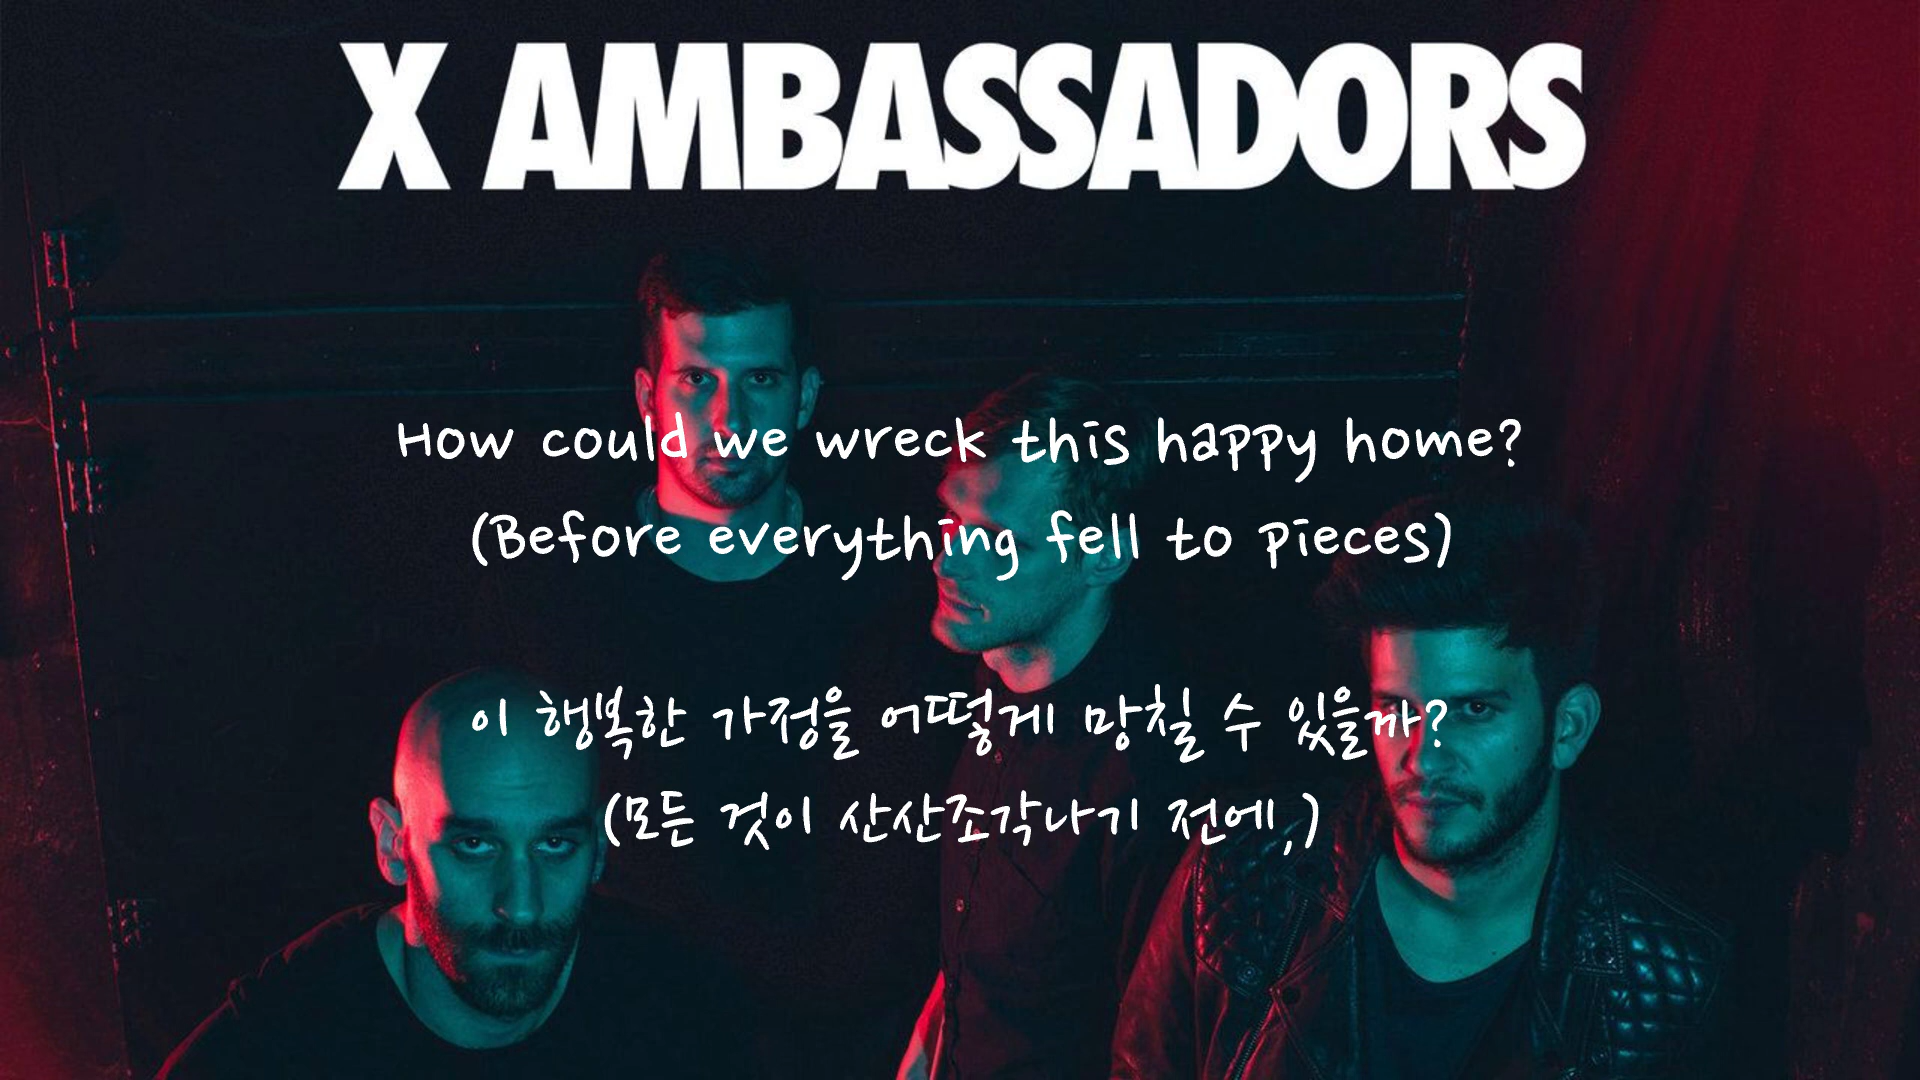 X AMBASSADORS
How could we wreck this happy home?
(Before everything fell to pieces)
이 행복한 가정을 어떻게 망칠 수 있을까?
(모든 것이 산산조각나기 전에,)